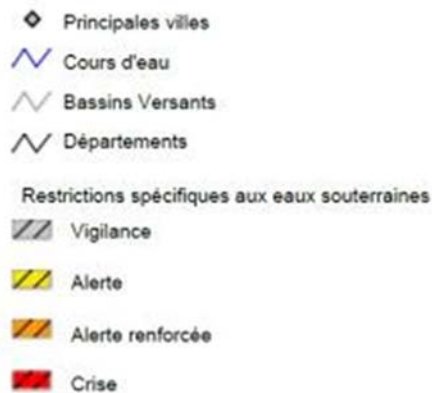 Principales villes
Cours d'eau
Bassins Versants
Départements
Restrictions spécifiques aux eaux souterraines
Vigilance
Alerte
Alerte renforcée
Crise